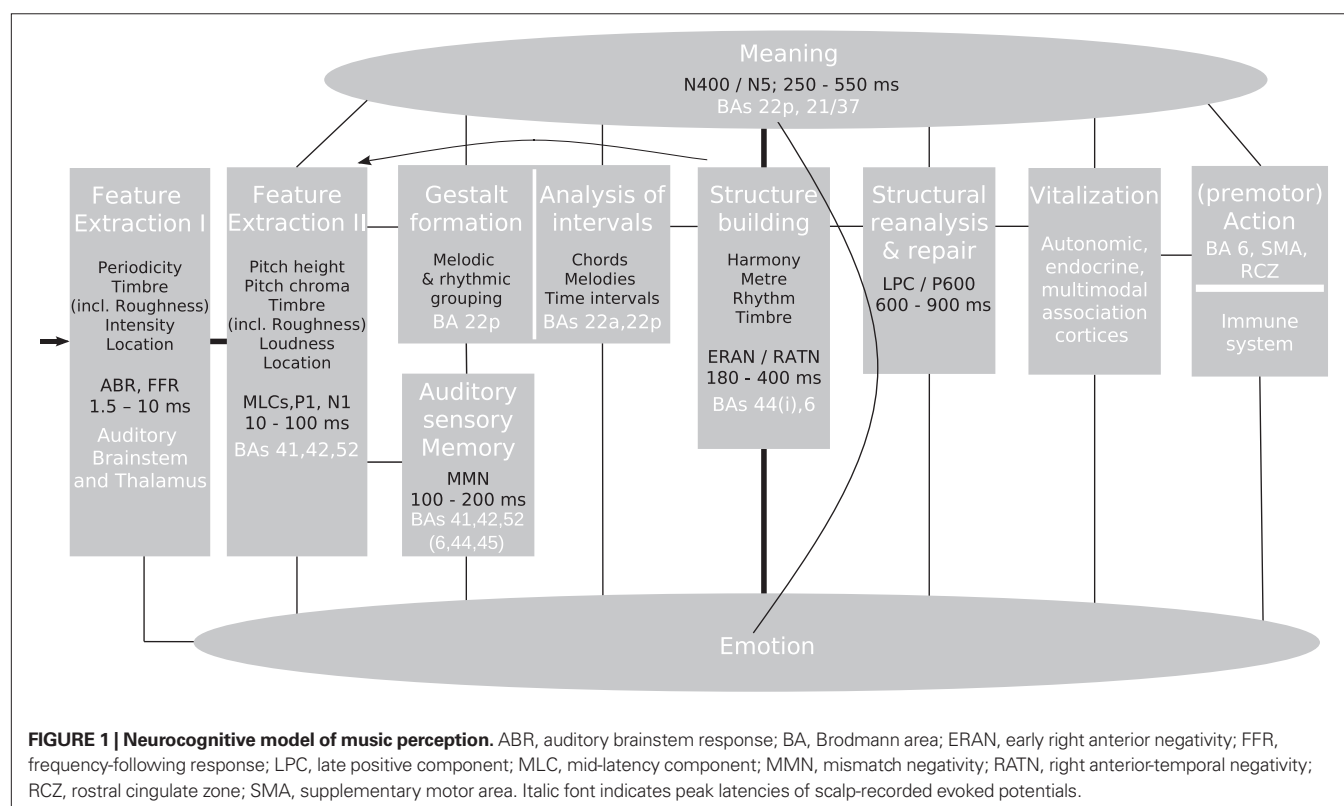 Meaning
N400 / N5; 250 - 550 ms
BAs 22p, 21/37
Feature
Extraction I
Periodicity
Timbre
(incl. Roughness)
Intensity
Location
ABR, FFR
1.5 – 10 ms
Auditory
Brainstem
and Thalamus
Feature
Extraction II
Pitch height
Pitch chroma
Timbre
(incl. Roughness)
Loudness
Location
MLCs,P1, N1
10 - 100 ms
BAs 41,42,52
Gestalt
formation
Melodic
& rhythmic
grouping
BA 22p
Analysis of
intervals
Chords
Melodies
Time intervals
BAs 22a,22p
Auditory
sensory
Memory
MMN
100 - 200 ms
BAs 41,42,52
(6,44,45)
Structure
building
Harmony
Metre
Rhythm
Timbre
ERAN / RATN
180 - 400 ms
BAs 44(i),6
Structural
reanalysis
& repair
LPC / P600
600 - 900 ms
Vitalization
Autonomic,
endocrine,
multimodal
association
cortices
(premotor)
Action
BA 6, SMA,
RCZ
Immune
system
Emotion
FIGURE 1 | Neurocognitive model of music perception. ABR, auditory brainstem response; BA, Brodmann area; ERAN, early right anterior negativity; FFR,
frequency-following response; LPC, late positive component; MLC, mid-latency component; MMN, mismatch negativity; RATN, right anterior-temporal negativity;
RCZ, rostral cingulate zone; SMA, supplementary motor area. Italic font indicates peak latencies of scalp-recorded evoked potentials.